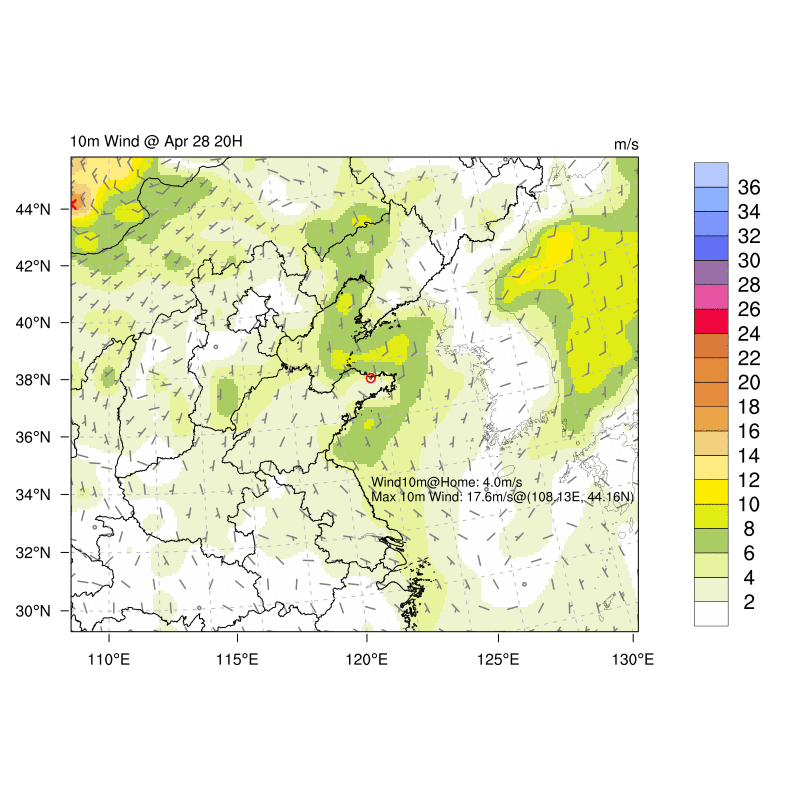 10m Wind @ Apr 28 20H
m/s
44°N
42°N
40°N
38°N
36°N
34°N
32°N
30°N
110°E
115°E
120°E
125°E
130°E
Wind10m@Home: 4.0m/s
Max 10m Wind: 17.6m/s@(108.13E, 44.16N)
36
34
32
30
28
26
24
22
20
18
16
14
12
10
8
6
4
2